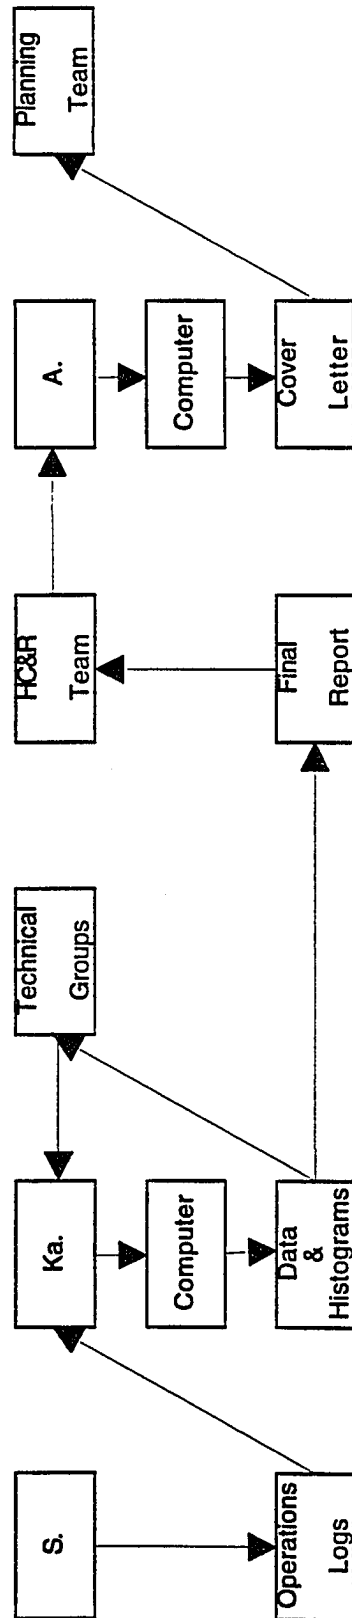 S.
Ka.
Technical
Groups
HC&R
Team
A.
Planning
Team
Computer
Computer
Operations
Logs
Data
&
Histograms
Final
Report
Cover
Letter